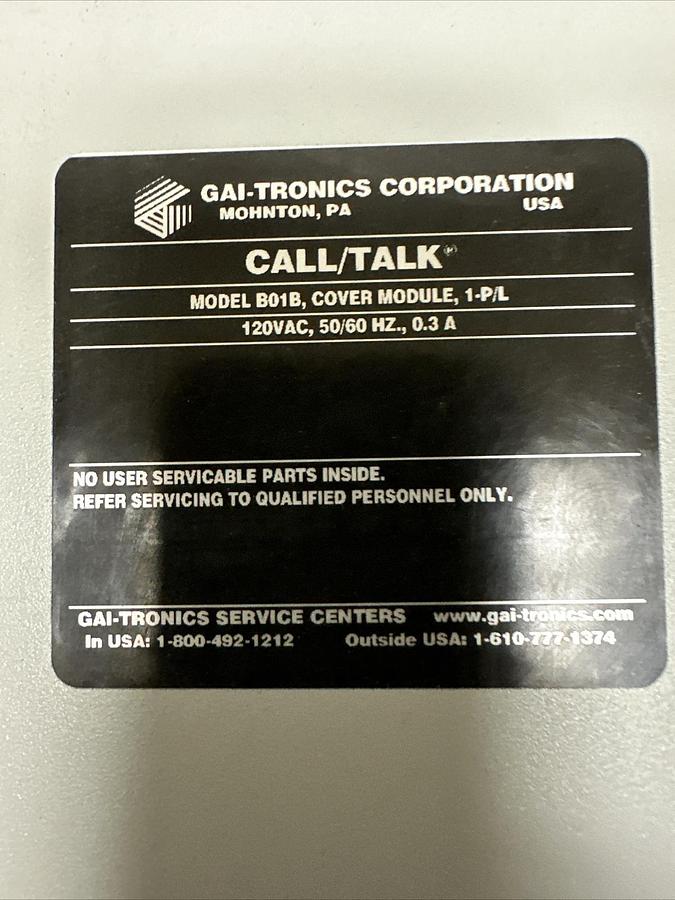 GAI-TRONICS CORPORATION
MOHNTON, PA USA
CALL/TALK®
MODEL B01B, COVER MODULE, 1-P/L
120VAC, 50/60 HZ., 0.3 A
NO USER SERVICABLE PARTS INSIDE.
REFER SERVICING TO QUALIFIED PERSONNEL ONLY.
GAI-TRONICS SERVICE CENTERS www.gai-tronics.com
In USA: 1-800-492-1212 Outside USA: 1-610-777-1374